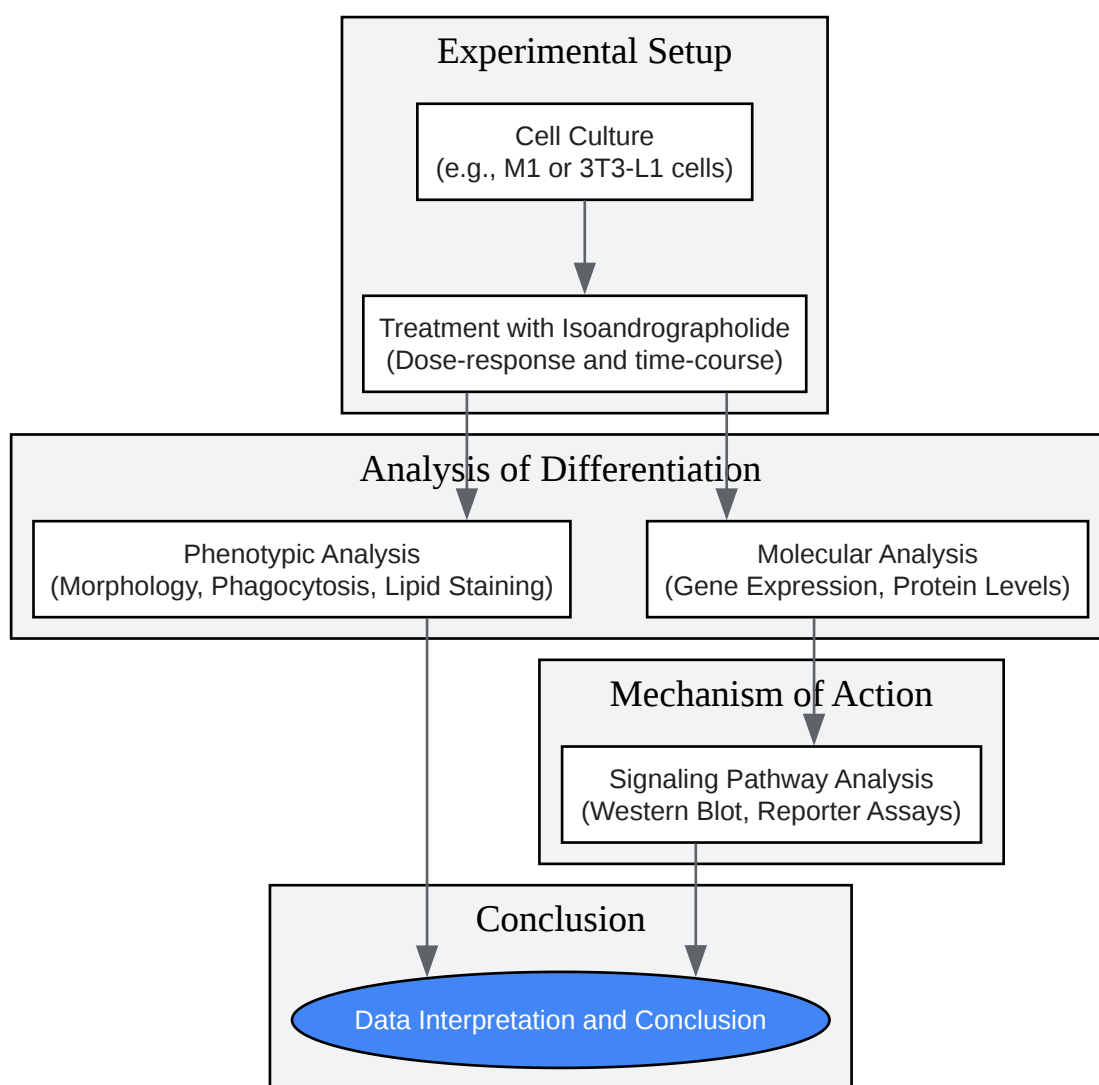 Experimental Setup
Cell Culture
(e.g., M1 or 3T3-L1 cells)
Treatment with Isoandrographolide
(Dose-response and time-course)
Analysis of Differentiation
Phenotypic Analysis
(Morphology, Phagocytosis, Lipid Staining)
Molecular Analysis
(Gene Expression, Protein Levels)
Mechanism of Action
Signaling Pathway Analysis
(Western Blot, Reporter Assays)
Conclusion
Data Interpretation and Conclusion